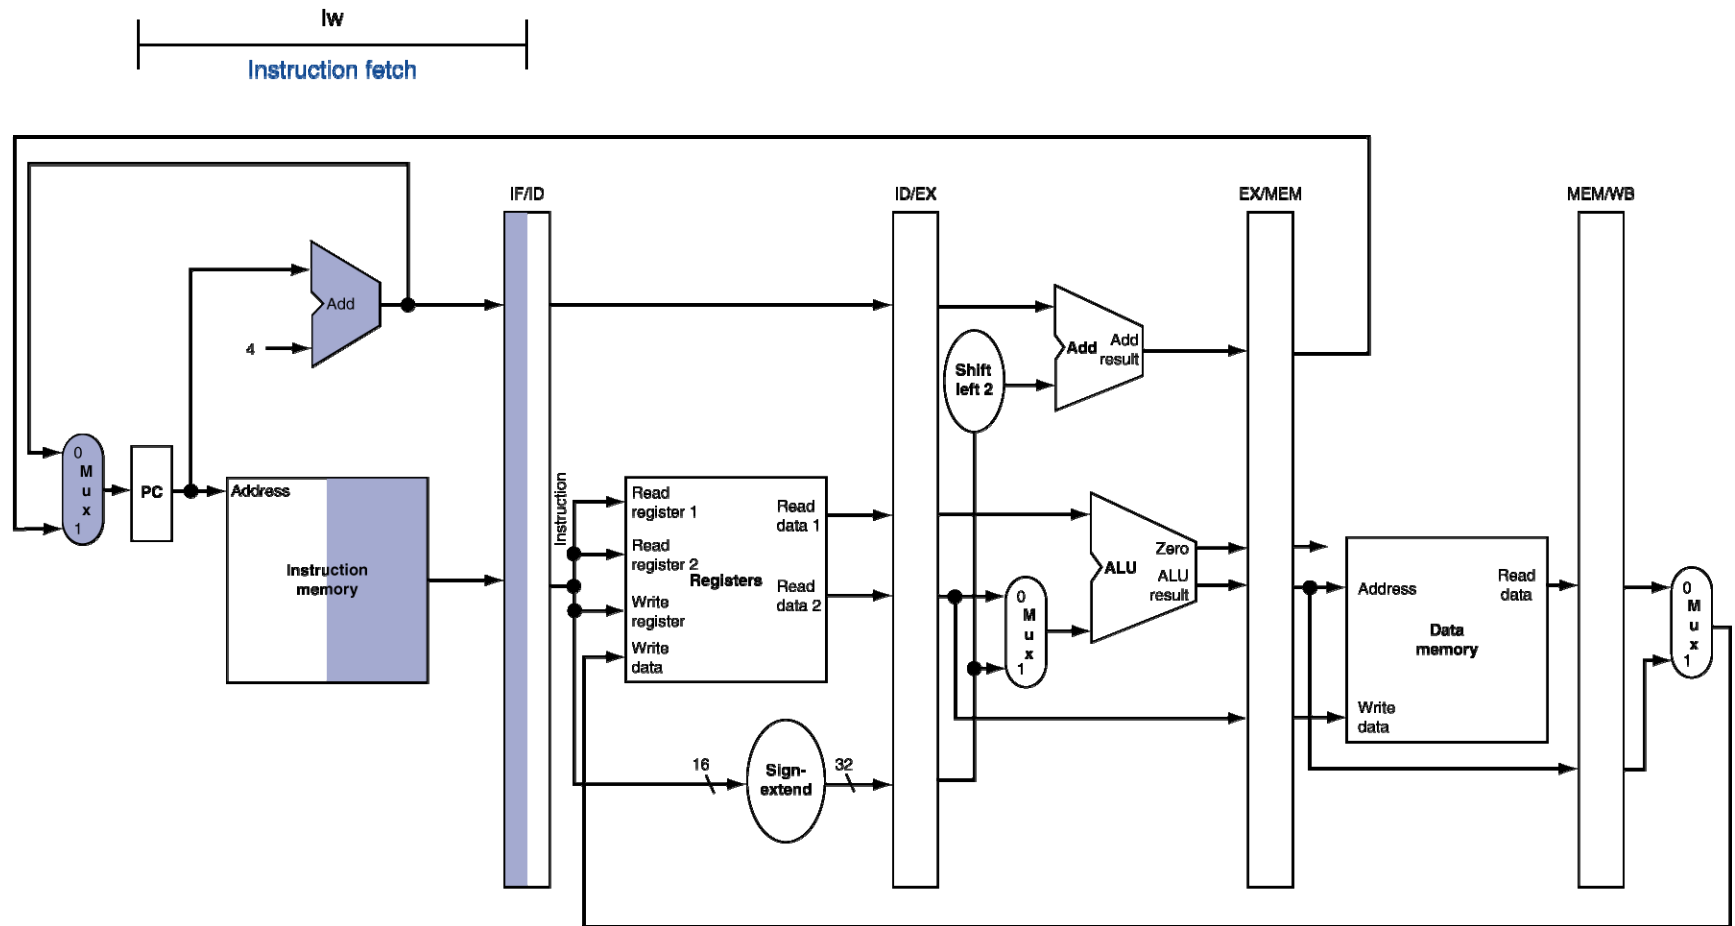 lw
Instruction fetch
IF/ID
ID/EX
EX/MEM
MEM/WB
Add
4
Add
Add
result
Shift
left 2
0
M
u
x
1
PC
Address
Instruction
memory
Instruction
Read
register 1
Read
register 2
Write
register
Write
data
Registers
Read
data 1
Read
data 2
16
Sign-
extend
32
0
M
u
x
1
ALU
Zero
ALU
result
Address
Read
data
Data
memory
Write
data
0
M
u
x
1